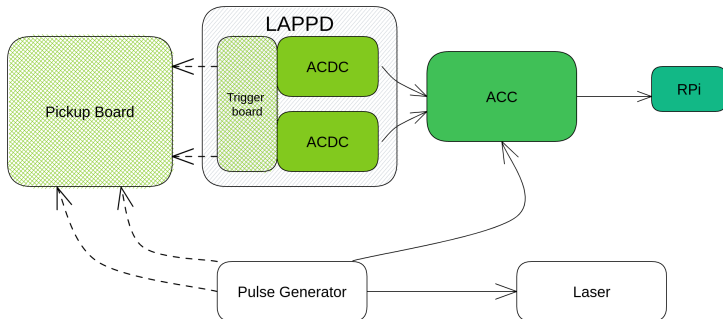 LAPPD
Pickup Board
Trigger
board
ACDC
ACDC
ACC
RPi
Pulse Generator
Laser